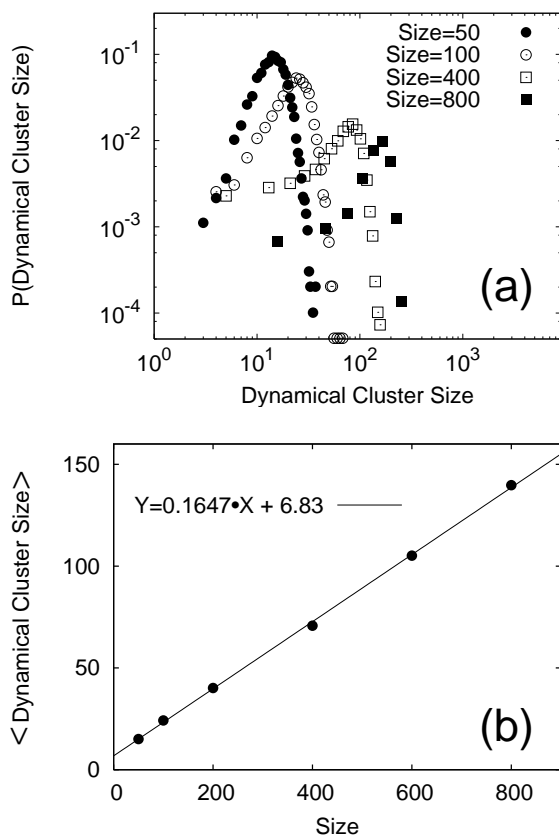 P(Dynamical Cluster Size)
10^-1
10^-2
10^-3
10^-4
Size=50
Size=100
Size=400
Size=800
(a)
10^0 10^1 10^2 10^3
Dynamical Cluster Size
<Dynamical Cluster Size>
150
100
50
0
Y=0.1647•X + 6.83
(b)
0 200 400 600 800
Size